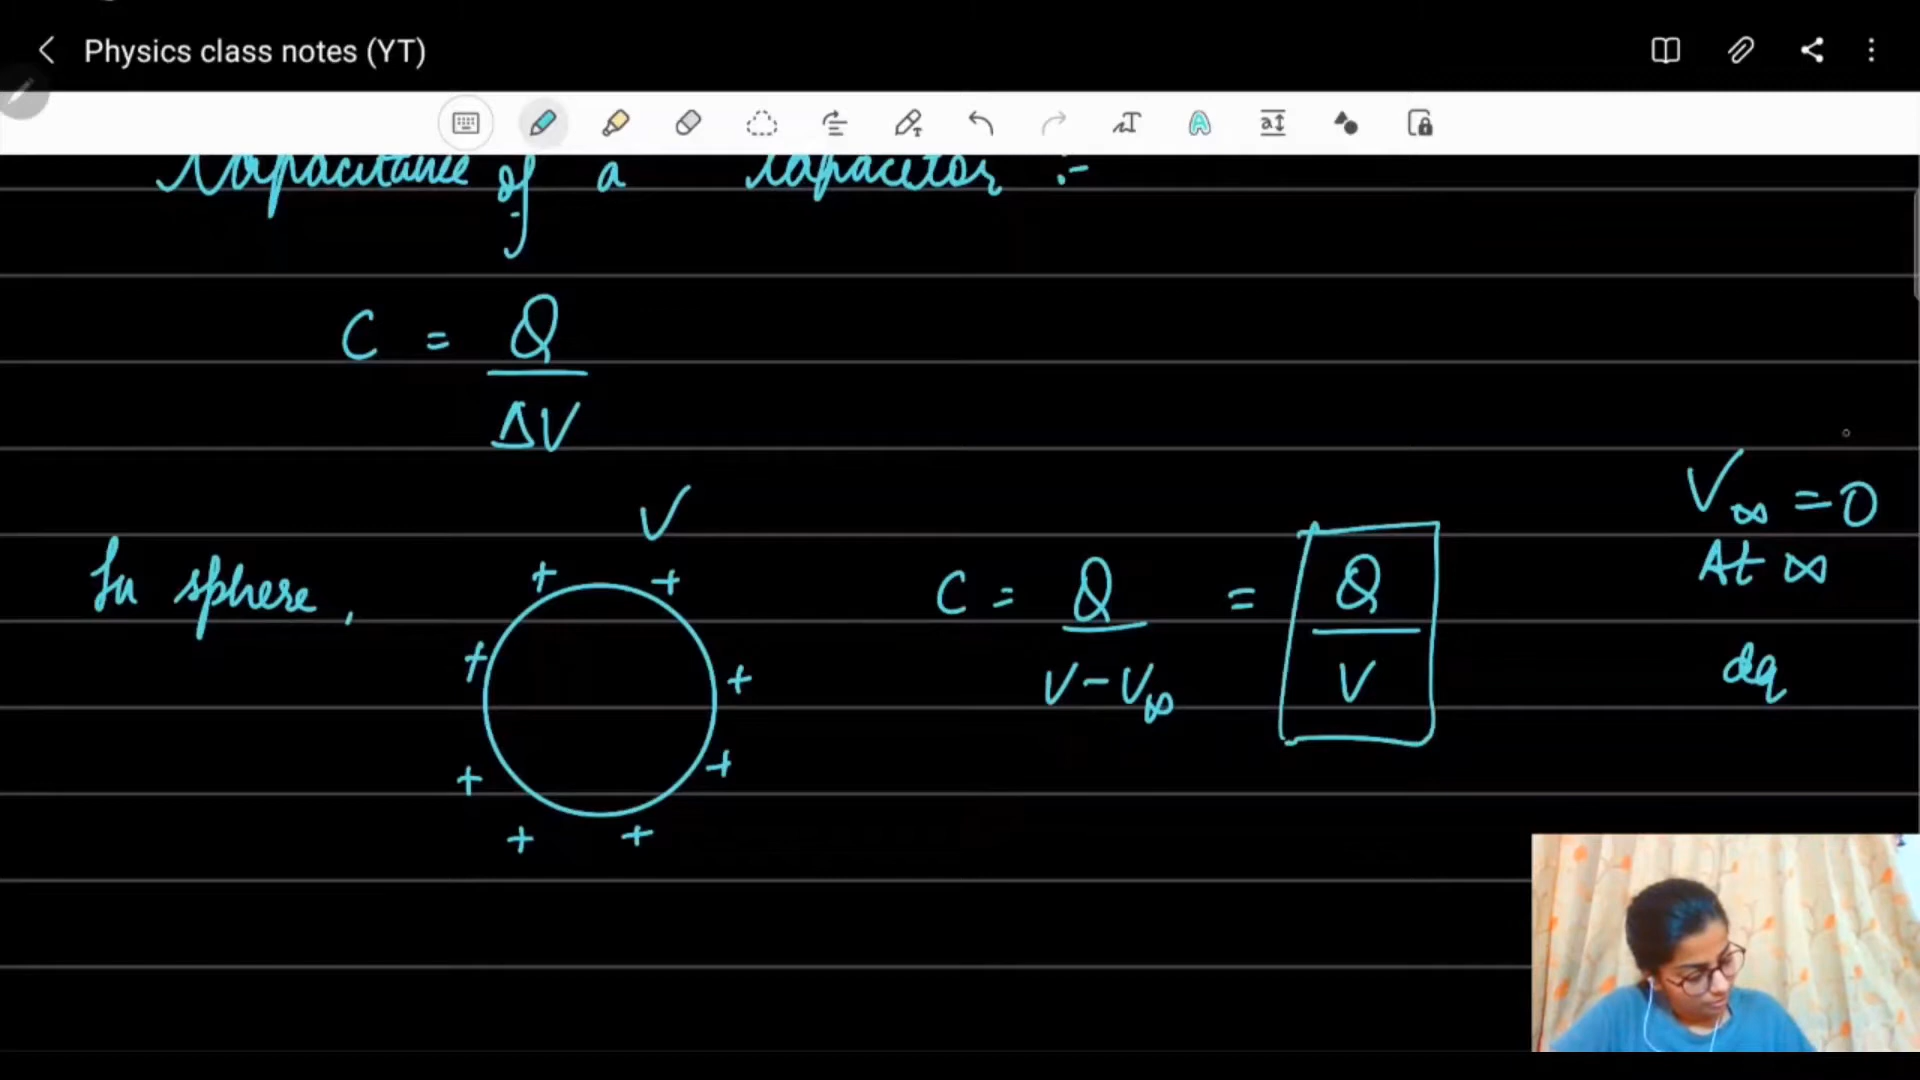 Physics class notes (YT)
Capacitance of a capacitor :-
C = Q / ΔV
V
V∞ = 0
In sphere,
C = Q / V - V∞ = Q / V
At ∞
dq
+ + + + + + + +